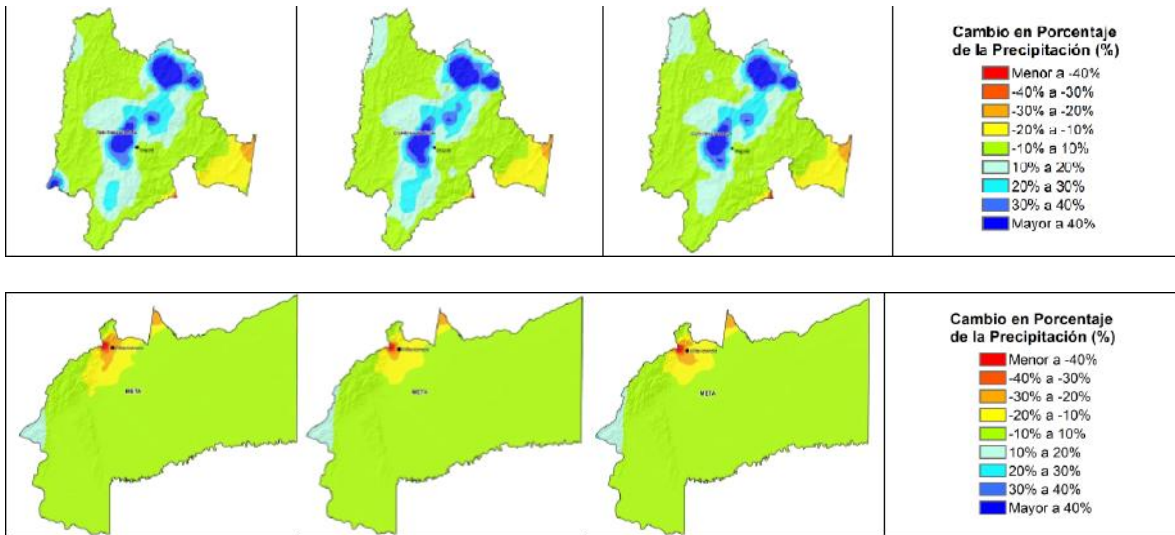 Cambio en Porcentaje
de la Precipitación (%)
Menor a -40%
-40% a -30%
-30% a -20%
-20% a -10%
-10% a 10%
10% a 20%
20% a 30%
30% a 40%
Mayor a 40%
META
META
META
Cambio en Porcentaje
de la Precipitación (%)
Menor a -40%
-40% a -30%
-30% a -20%
-20% a -10%
-10% a 10%
10% a 20%
20% a 30%
30% a 40%
Mayor a 40%